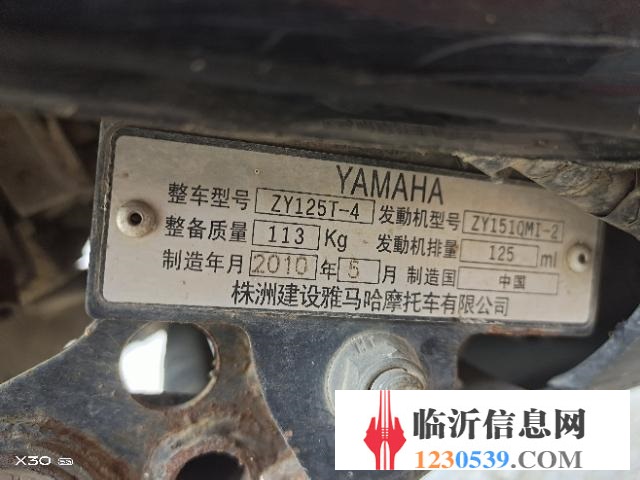 YAMAHA
整车型号 ZY125T-4 发动机型号 ZY151QMI-2
整备质量 113 Kg 发动机排量 125 ml
制造年月 2010 年 5 月 制造国 中国
株洲建设雅马哈摩托车有限公司
临沂信息网
1230539.com
X30